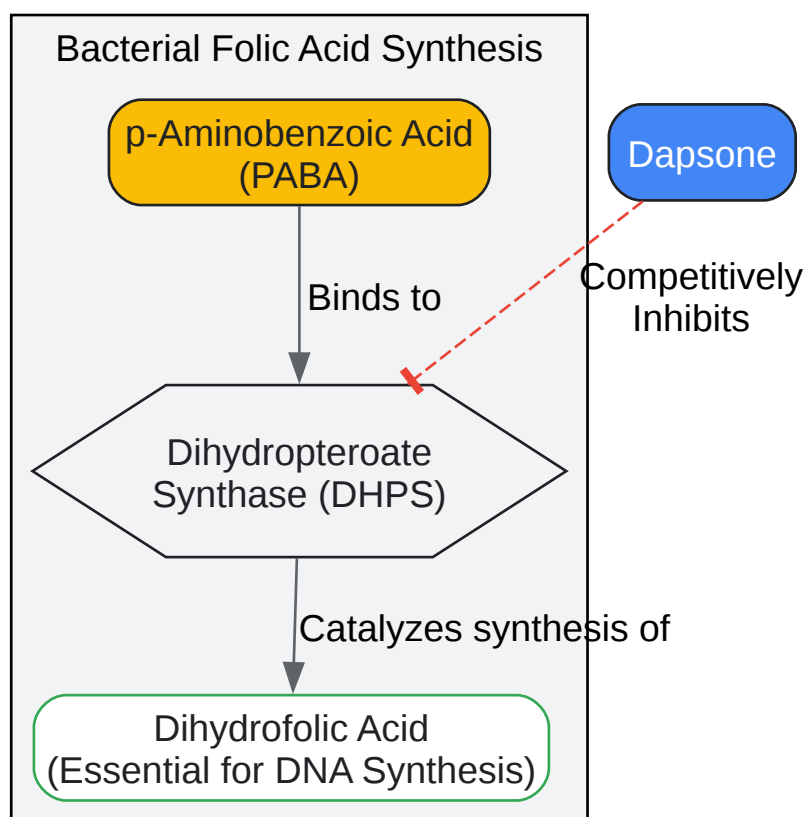 Bacterial Folic Acid Synthesis
p-Aminobenzoic Acid
(PABA)
Dapsone
Binds to
Competitively
Inhibits
Dihydropteroate
Synthase (DHPS)
Catalyzes synthesis of
Dihydrofolic Acid
(Essential for DNA Synthesis)